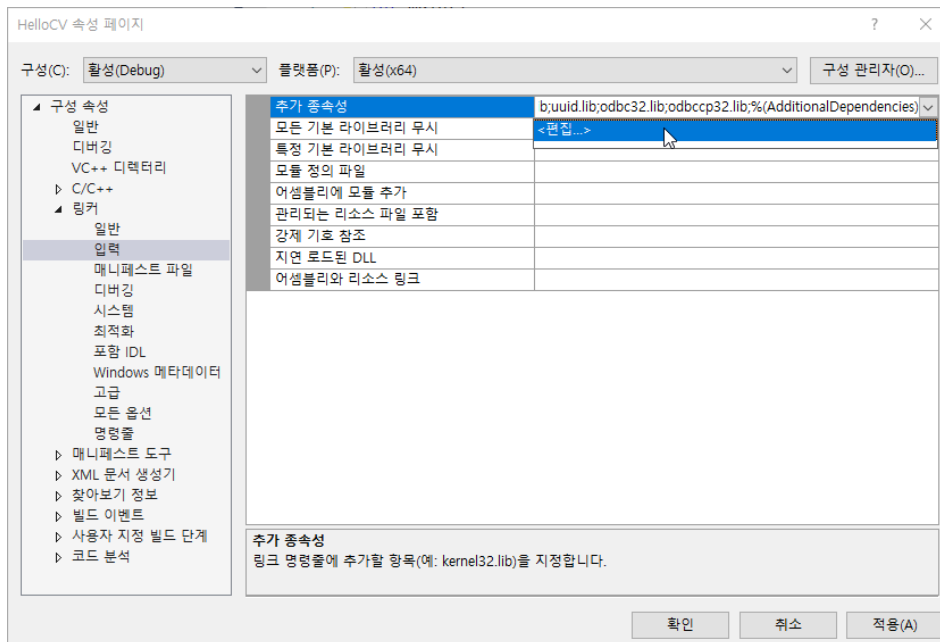 HelloCV 속성 페이지
? ×
구성(C): 활성(Debug) 플랫폼(P): 활성(x64) 구성 관리자(O)...
구성 속성
일반
디버깅
VC++ 디렉터리
C/C++
링커
일반
입력
매니페스트 파일
디버깅
시스템
최적화
포함 IDL
Windows 메타데이터
고급
모든 옵션
명령줄
매니페스트 도구
XML 문서 생성기
찾아보기 정보
빌드 이벤트
사용자 지정 빌드 단계
코드 분석
추가 종속성 b;uuid.lib;odbc32.lib;odbccp32.lib;%(AdditionalDependencies)
모든 기본 라이브러리 무시 <편집...>
특정 기본 라이브러리 무시
모듈 정의 파일
어셈블리에 모듈 추가
관리되는 리소스 파일 포함
강제 기호 참조
지연 로드된 DLL
어셈블리와 리소스 링크
추가 종속성
링크 명령줄에 추가할 항목(예: kernel32.lib)을 지정합니다.
확인 취소 적용(A)